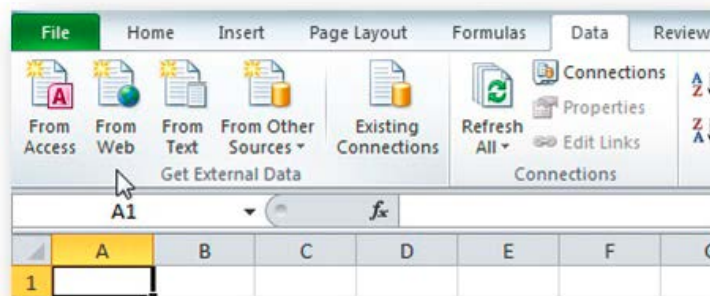 File Home Insert Page Layout Formulas Data Review
From Access From Web From Text From Other Sources Existing Connections Refresh All Connections Properties Edit Links A Z Z A
Get External Data Connections
A1 fx
A B C D E F
1